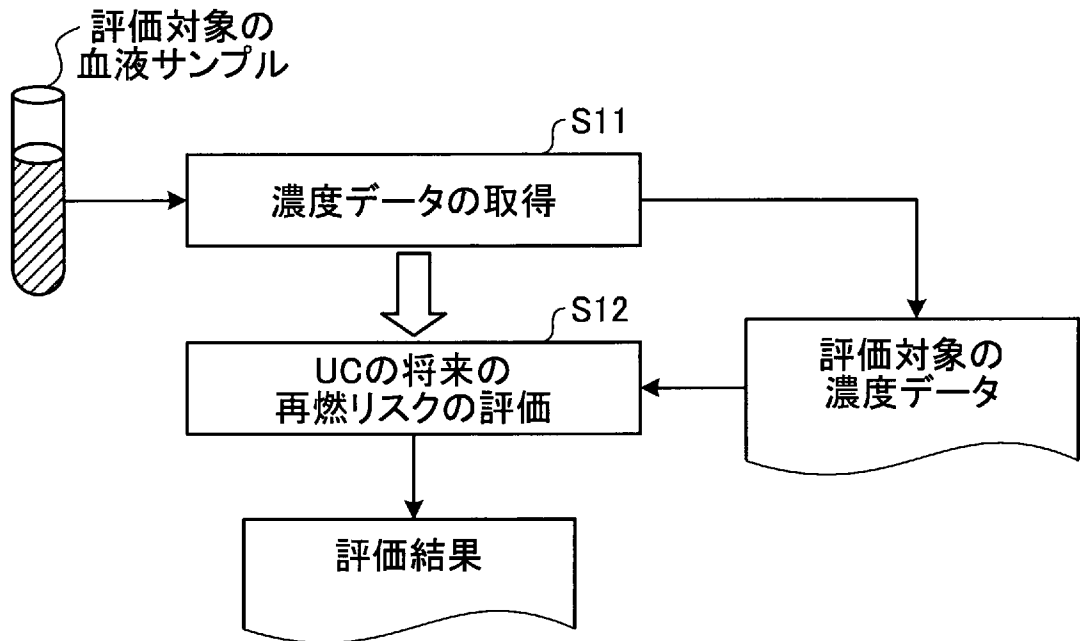 評価対象の
血液サンプル
S11
濃度データの取得
S12
UCの将来の
再燃リスクの評価
評価対象の
濃度データ
評価結果